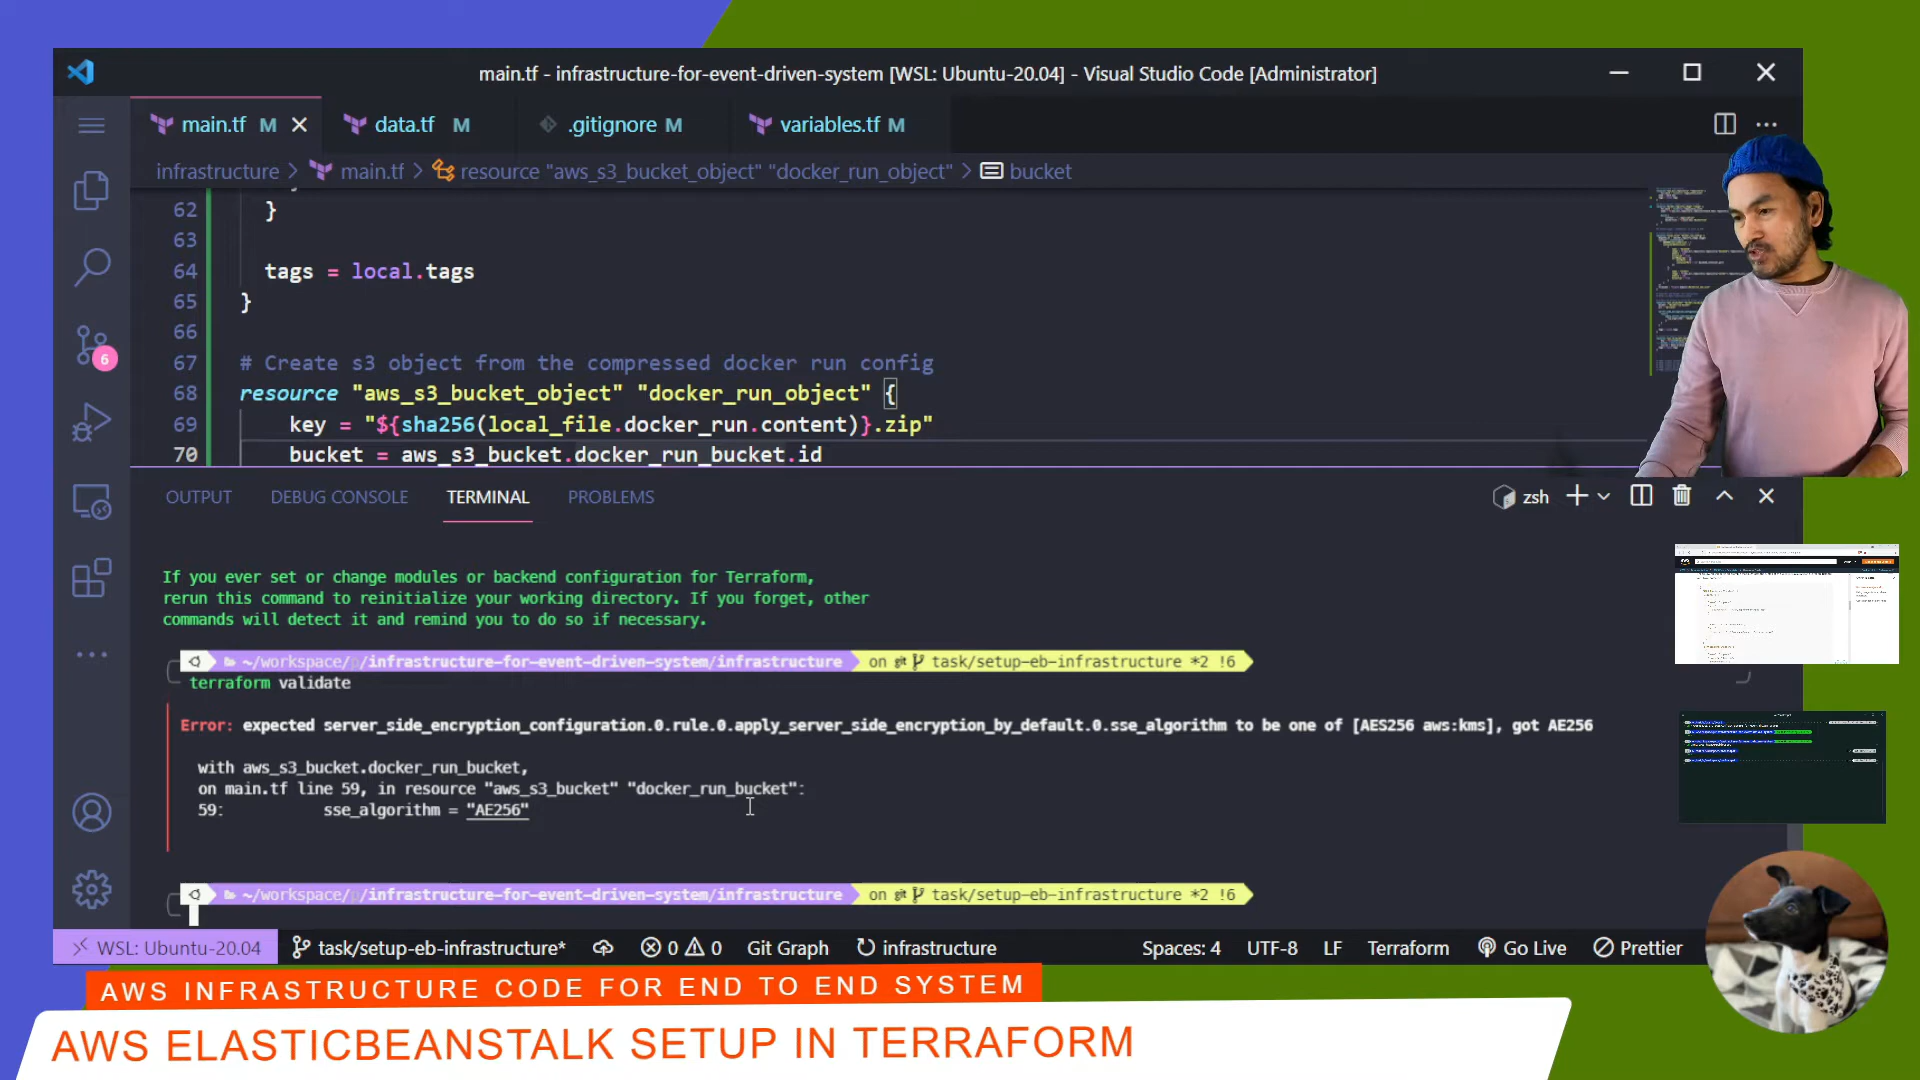 main.tf - infrastructure-for-event-driven-system [WSL: Ubuntu-20.04] - Visual Studio Code [Administrator]
main.tf M
data.tf M
.gitignore M
variables.tf M
infrastructure > main.tf > resource "aws_s3_bucket_object" "docker_run_object" > bucket
62 }
63
64 tags = local.tags
65 }
66
67 # Create s3 object from the compressed docker run config
68 resource "aws_s3_bucket_object" "docker_run_object" {
69 key = "${sha256(local_file.docker_run.content)}.zip"
70 bucket = aws_s3_bucket.docker_run_bucket.id
6
OUTPUT DEBUG CONSOLE TERMINAL PROBLEMS
zsh
If you ever set or change modules or backend configuration for Terraform,
rerun this command to reinitialize your working directory. If you forget, other
commands will detect it and remind you to do so if necessary.
~/workspace/p/infrastructure-for-event-driven-system/infrastructure on task/setup-eb-infrastructure *2 !6
terraform validate
Error: expected server_side_encryption_configuration.0.rule.0.apply_server_side_encryption_by_default.0.sse_algorithm to be one of [AES256 aws:kms], got AE256
with aws_s3_bucket.docker_run_bucket,
on main.tf line 59, in resource "aws_s3_bucket" "docker_run_bucket":
59: sse_algorithm = "AE256"
~/workspace/p/infrastructure-for-event-driven-system/infrastructure on task/setup-eb-infrastructure *2 !6
WSL: Ubuntu-20.04 task/setup-eb-infrastructure* 0 0 Git Graph infrastructure Spaces: 4 UTF-8 LF Terraform Go Live Prettier
AWS INFRASTRUCTURE CODE FOR END TO END SYSTEM
AWS ELASTICBEANSTALK SETUP IN TERRAFORM